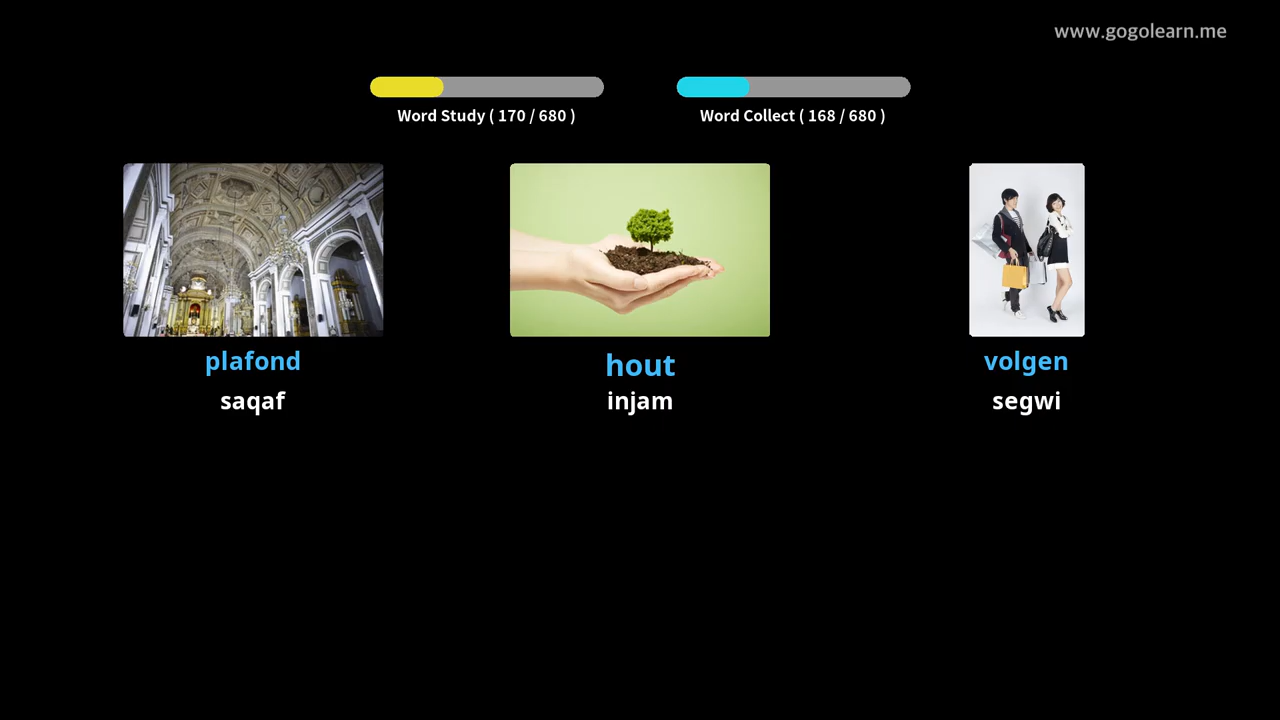 www.gogolearn.me
Word Study ( 170 / 680 )
Word Collect ( 168 / 680 )
plafond
saqaf
hout
injam
volgen
segwi